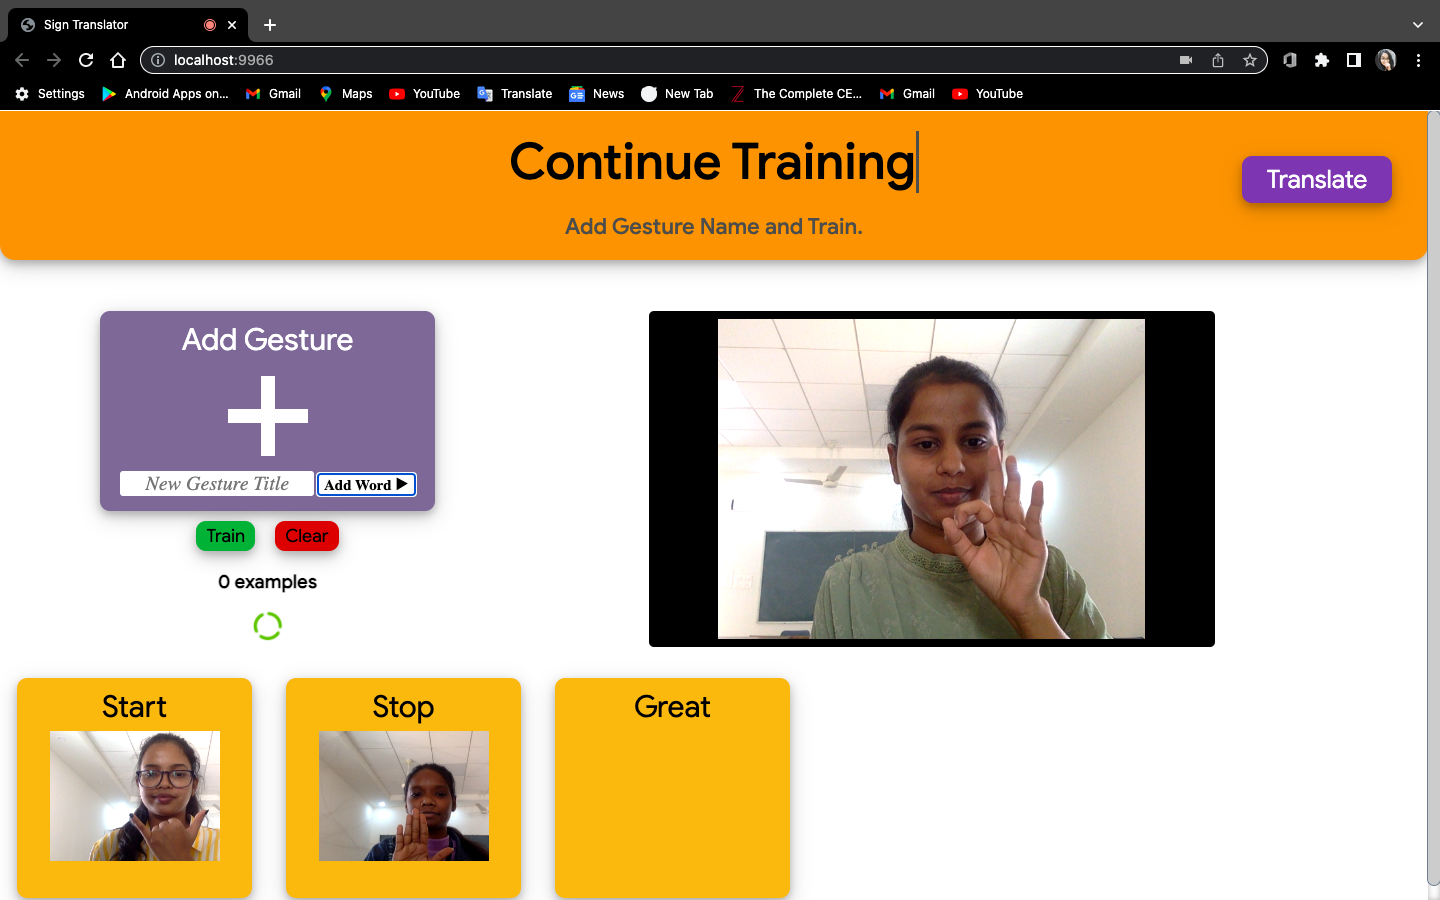 Sign Translator
localhost:9966
Settings Android Apps on... Gmail Maps YouTube Translate News New Tab The Complete CE... Gmail YouTube
Continue Training
Translate
Add Gesture Name and Train.
Add Gesture
New Gesture Title Add Word
Train Clear
0 examples
Start Stop Great